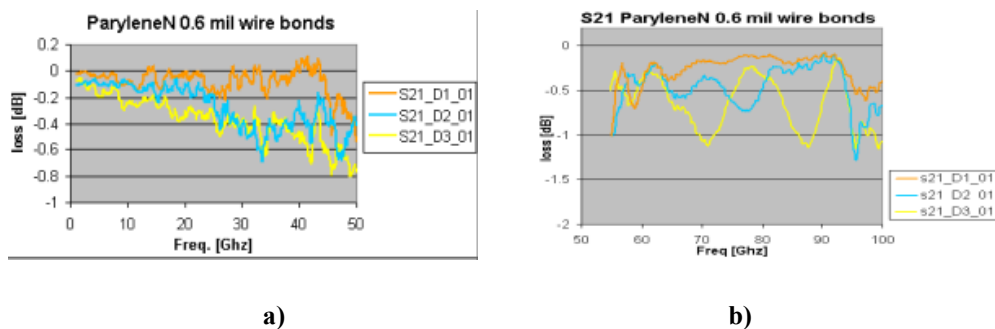 ParyleneN 0.6 mil wire bonds
0.2
0
-0.2
-0.4
-0.6
-0.8
-1
loss [dB]
0
10
20
30
40
50
Freq. [Ghz]
S21_D1_01
S21_D2_01
S21_D3_01
a)
S21 ParyleneN 0.6 mil wire bonds
0
-0.5
-1
-1.5
-2
loss [dB]
50
60
70
80
90
100
Freq [Ghz]
s21_D1_01
s21_D2_01
s21_D3_01
b)